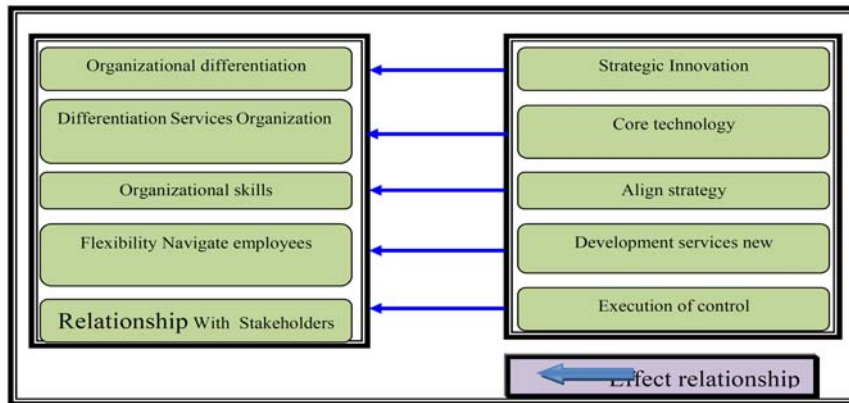 Organizational differentiation
Differentiation Services Organization
Organizational skills
Flexibility Navigate employees
Relationship With Stakeholders
Strategic Innovation
Core technology
Align strategy
Development services new
Execution of control
Effect relationship